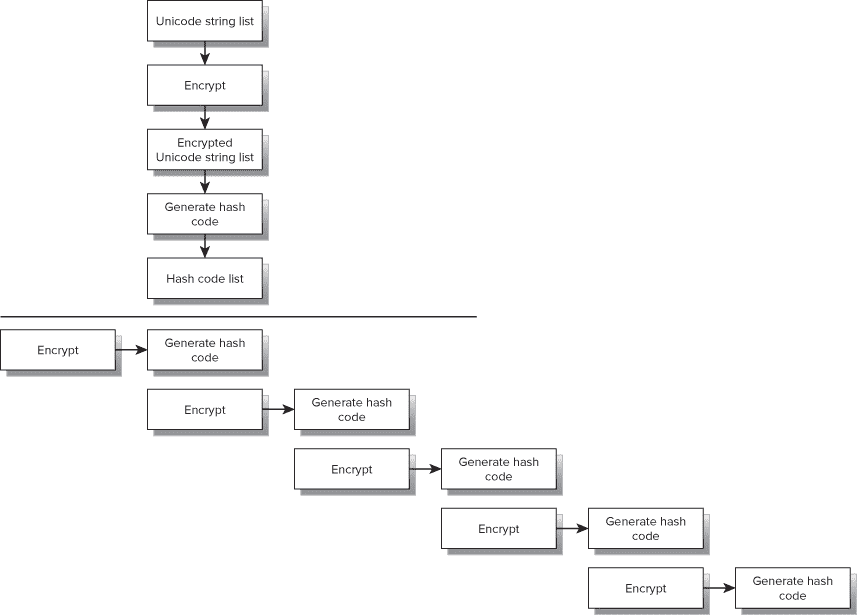 Unicode string list
Encrypt
Encrypted
Unicode string list
Generate hash
code
Hash code list
Encrypt
Generate hash
code
Encrypt
Generate hash
code
Encrypt
Generate hash
code
Encrypt
Generate hash
code
Encrypt
Generate hash
code